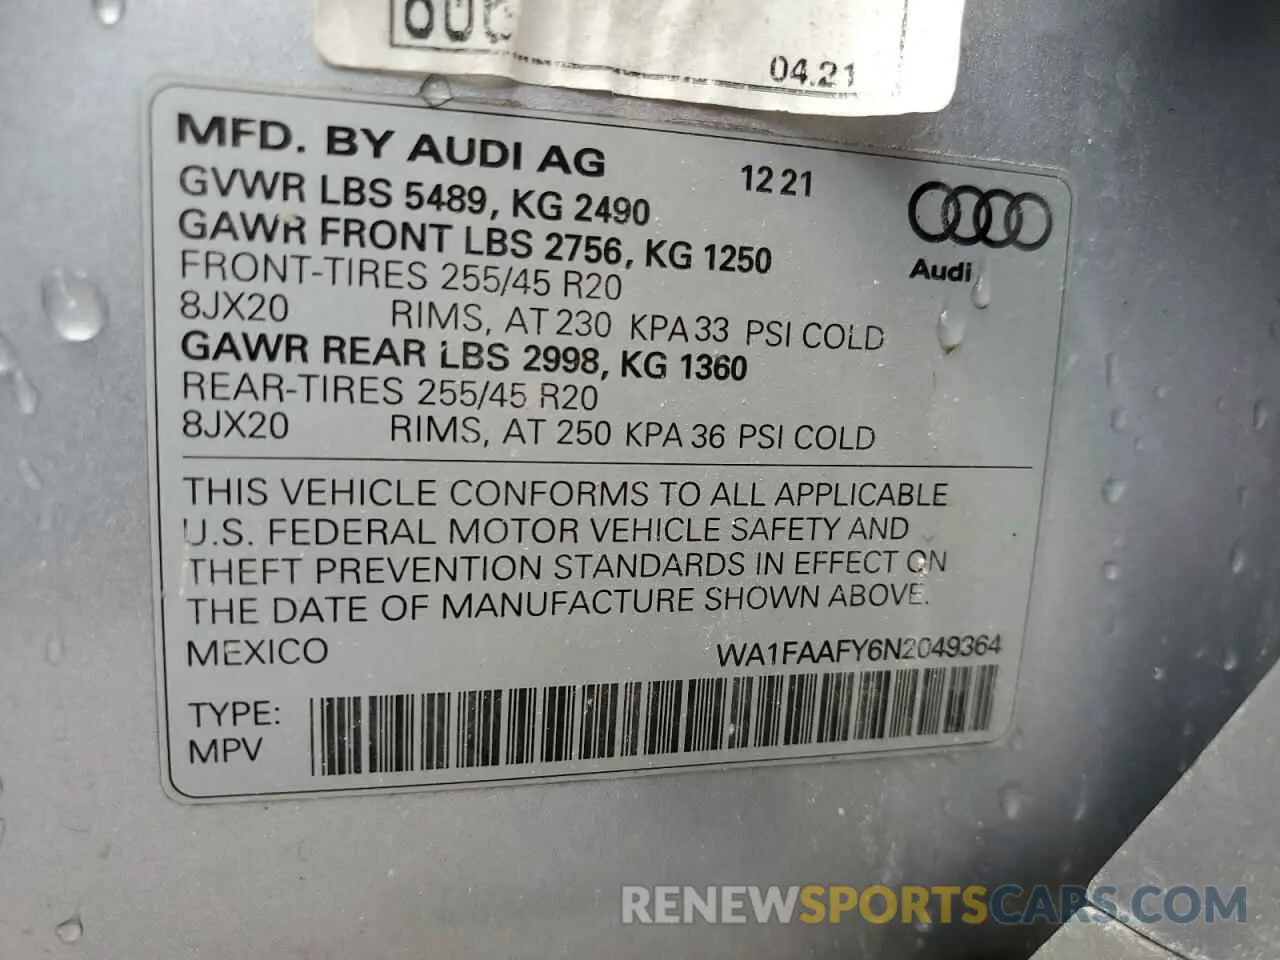 04.21
MFD. BY AUDI AG
12 21
GVWR LBS 5489, KG 2490
GAWR FRONT LBS 2756, KG 1250
Audi
FRONT-TIRES 255/45 R20
8JX20 RIMS, AT 230 KPA 33 PSI COLD
GAWR REAR LBS 2998, KG 1360
REAR-TIRES 255/45 R20
8JX20 RIMS, AT 250 KPA 36 PSI COLD
THIS VEHICLE CONFORMS TO ALL APPLICABLE
U.S. FEDERAL MOTOR VEHICLE SAFETY AND
THEFT PREVENTION STANDARDS IN EFFECT ON
THE DATE OF MANUFACTURE SHOWN ABOVE.
MEXICO WA1FAAFY6N2049364
TYPE:
MPV
RENEWSPORTSCARS.COM